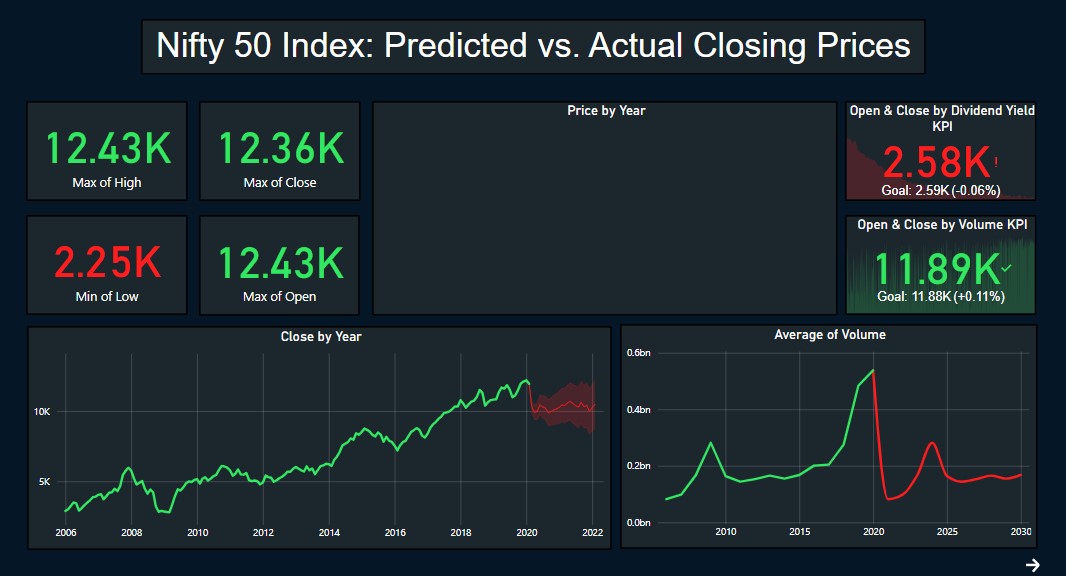 Nifty 50 Index: Predicted vs. Actual Closing Prices
12.43K
Max of High
12.36K
Max of Close
Price by Year
Open & Close by Dividend Yield
KPI
2.58K!
Goal: 2.59K (-0.06%)
2.25K
Min of Low
12.43K
Max of Open
Open & Close by Volume KPI
11.89K
Goal: 11.88K (+0.11%)
Close by Year
10K
5K
2006 2008 2010 2012 2014 2016 2018 2020 2022
Average of Volume
0.6bn
0.4bn
0.2bn
0.0bn
2010 2015 2020 2025 2030